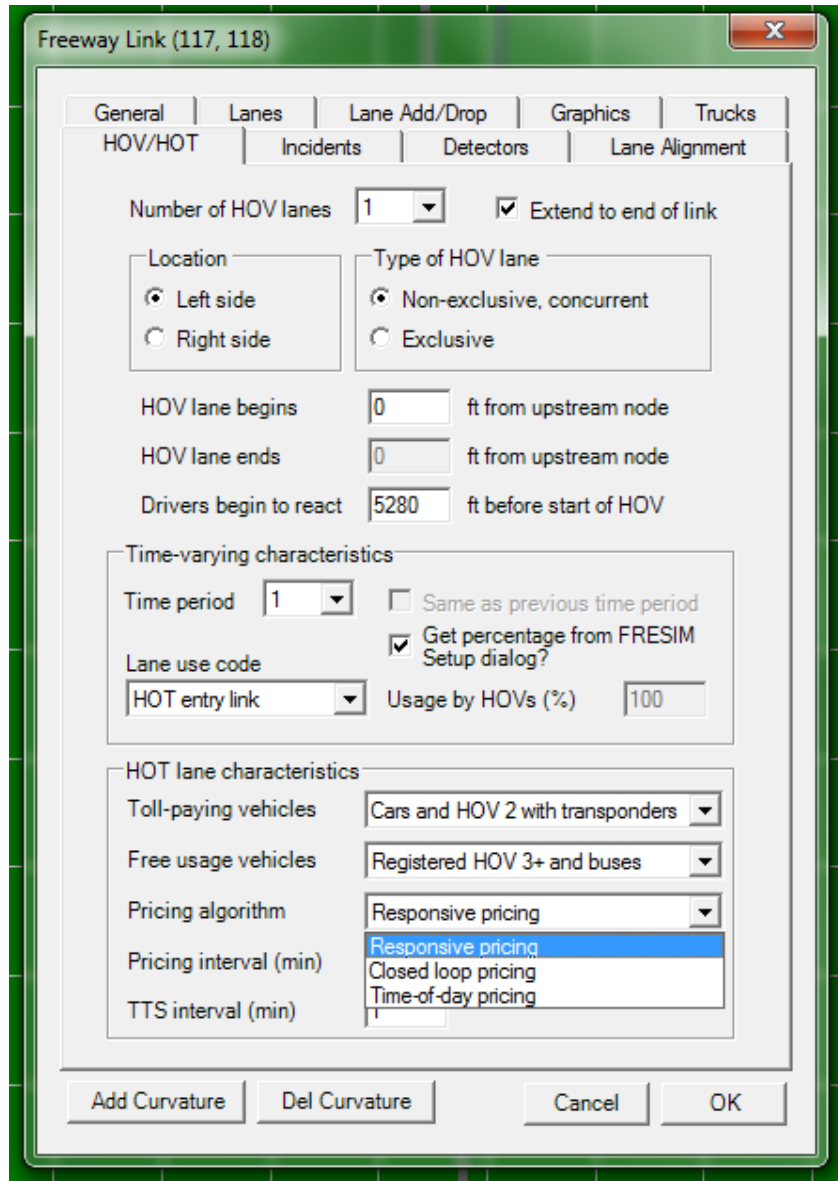 Freeway Link (117, 118)
General Lanes Lane Add/Drop Graphics Trucks
HOV/HOT Incidents Detectors Lane Alignment
Number of HOV lanes 1 Extend to end of link
Location Type of HOV lane
Left side Non-exclusive, concurrent
Right side Exclusive
HOV lane begins 0 ft from upstream node
HOV lane ends 0 ft from upstream node
Drivers begin to react 5280 ft before start of HOV
Time-varying characteristics
Time period 1 Same as previous time period
Get percentage from FRESIM
Setup dialog?
Lane use code
HOT entry link Usage by HOVs (%) 100
HOT lane characteristics
Toll-paying vehicles Cars and HOV 2 with transponders
Free usage vehicles Registered HOV 3+ and buses
Pricing algorithm Responsive pricing
Responsive pricing
Pricing interval (min) Closed loop pricing
Time-of-day pricing
TTS interval (min)
Add Curvature Del Curvature Cancel OK